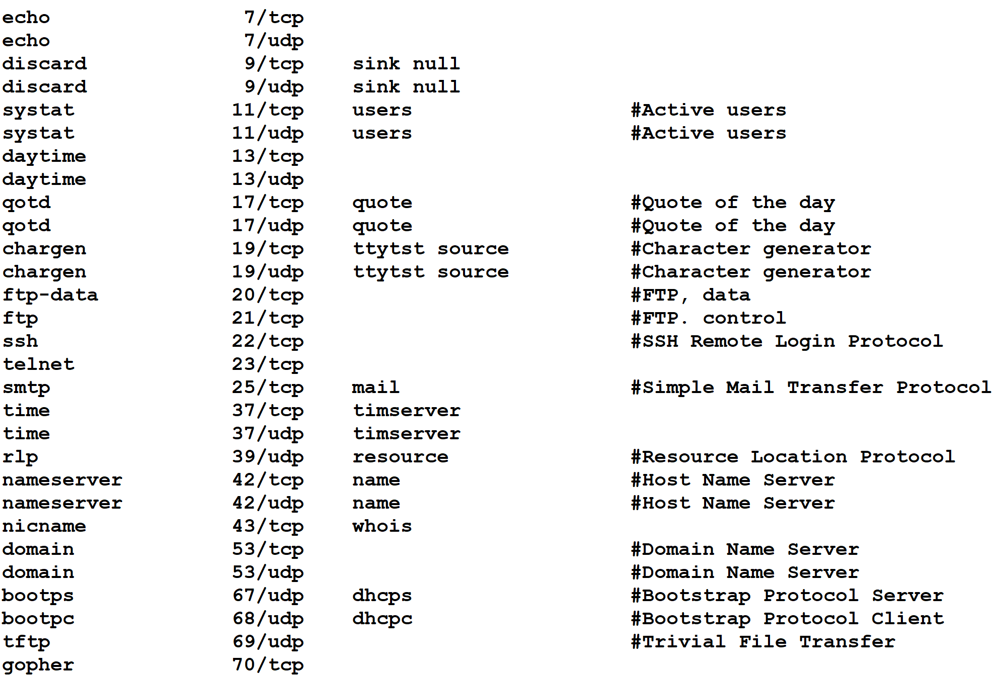 echo                7/tcp
echo                7/udp
discard             9/tcp    sink null
discard             9/udp    sink null
systat             11/tcp    users                  #Active users
systat             11/udp    users                  #Active users
daytime            13/tcp
daytime            13/udp
qotd               17/tcp    quote                  #Quote of the day
qotd               17/udp    quote                  #Quote of the day
chargen            19/tcp    ttytst source          #Character generator
chargen            19/udp    ttytst source          #Character generator
ftp-data           20/tcp                           #FTP, data
ftp                21/tcp                           #FTP. control
ssh                22/tcp                           #SSH Remote Login Protocol
telnet             23/tcp
smtp               25/tcp    mail                   #Simple Mail Transfer Protocol
time               37/tcp    timserver
time               37/udp    timserver
rlp                39/udp    resource               #Resource Location Protocol
nameserver         42/tcp    name                   #Host Name Server
nameserver         42/udp    name                   #Host Name Server
nicname            43/tcp    whois
domain             53/tcp                           #Domain Name Server
domain             53/udp                           #Domain Name Server
bootps             67/udp    dhcps                  #Bootstrap Protocol Server
bootpc             68/udp    dhcpc                  #Bootstrap Protocol Client
tftp               69/udp                           #Trivial File Transfer
gopher             70/tcp